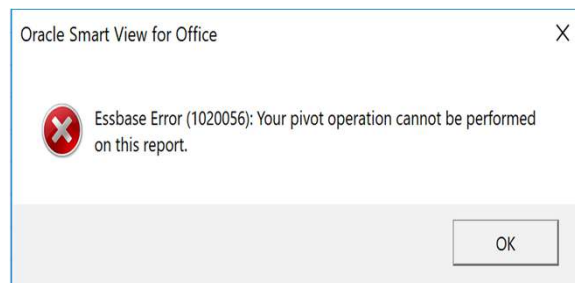 Oracle Smart View for Office
Essbase Error (1020056): Your pivot operation cannot be performed
on this report.
OK